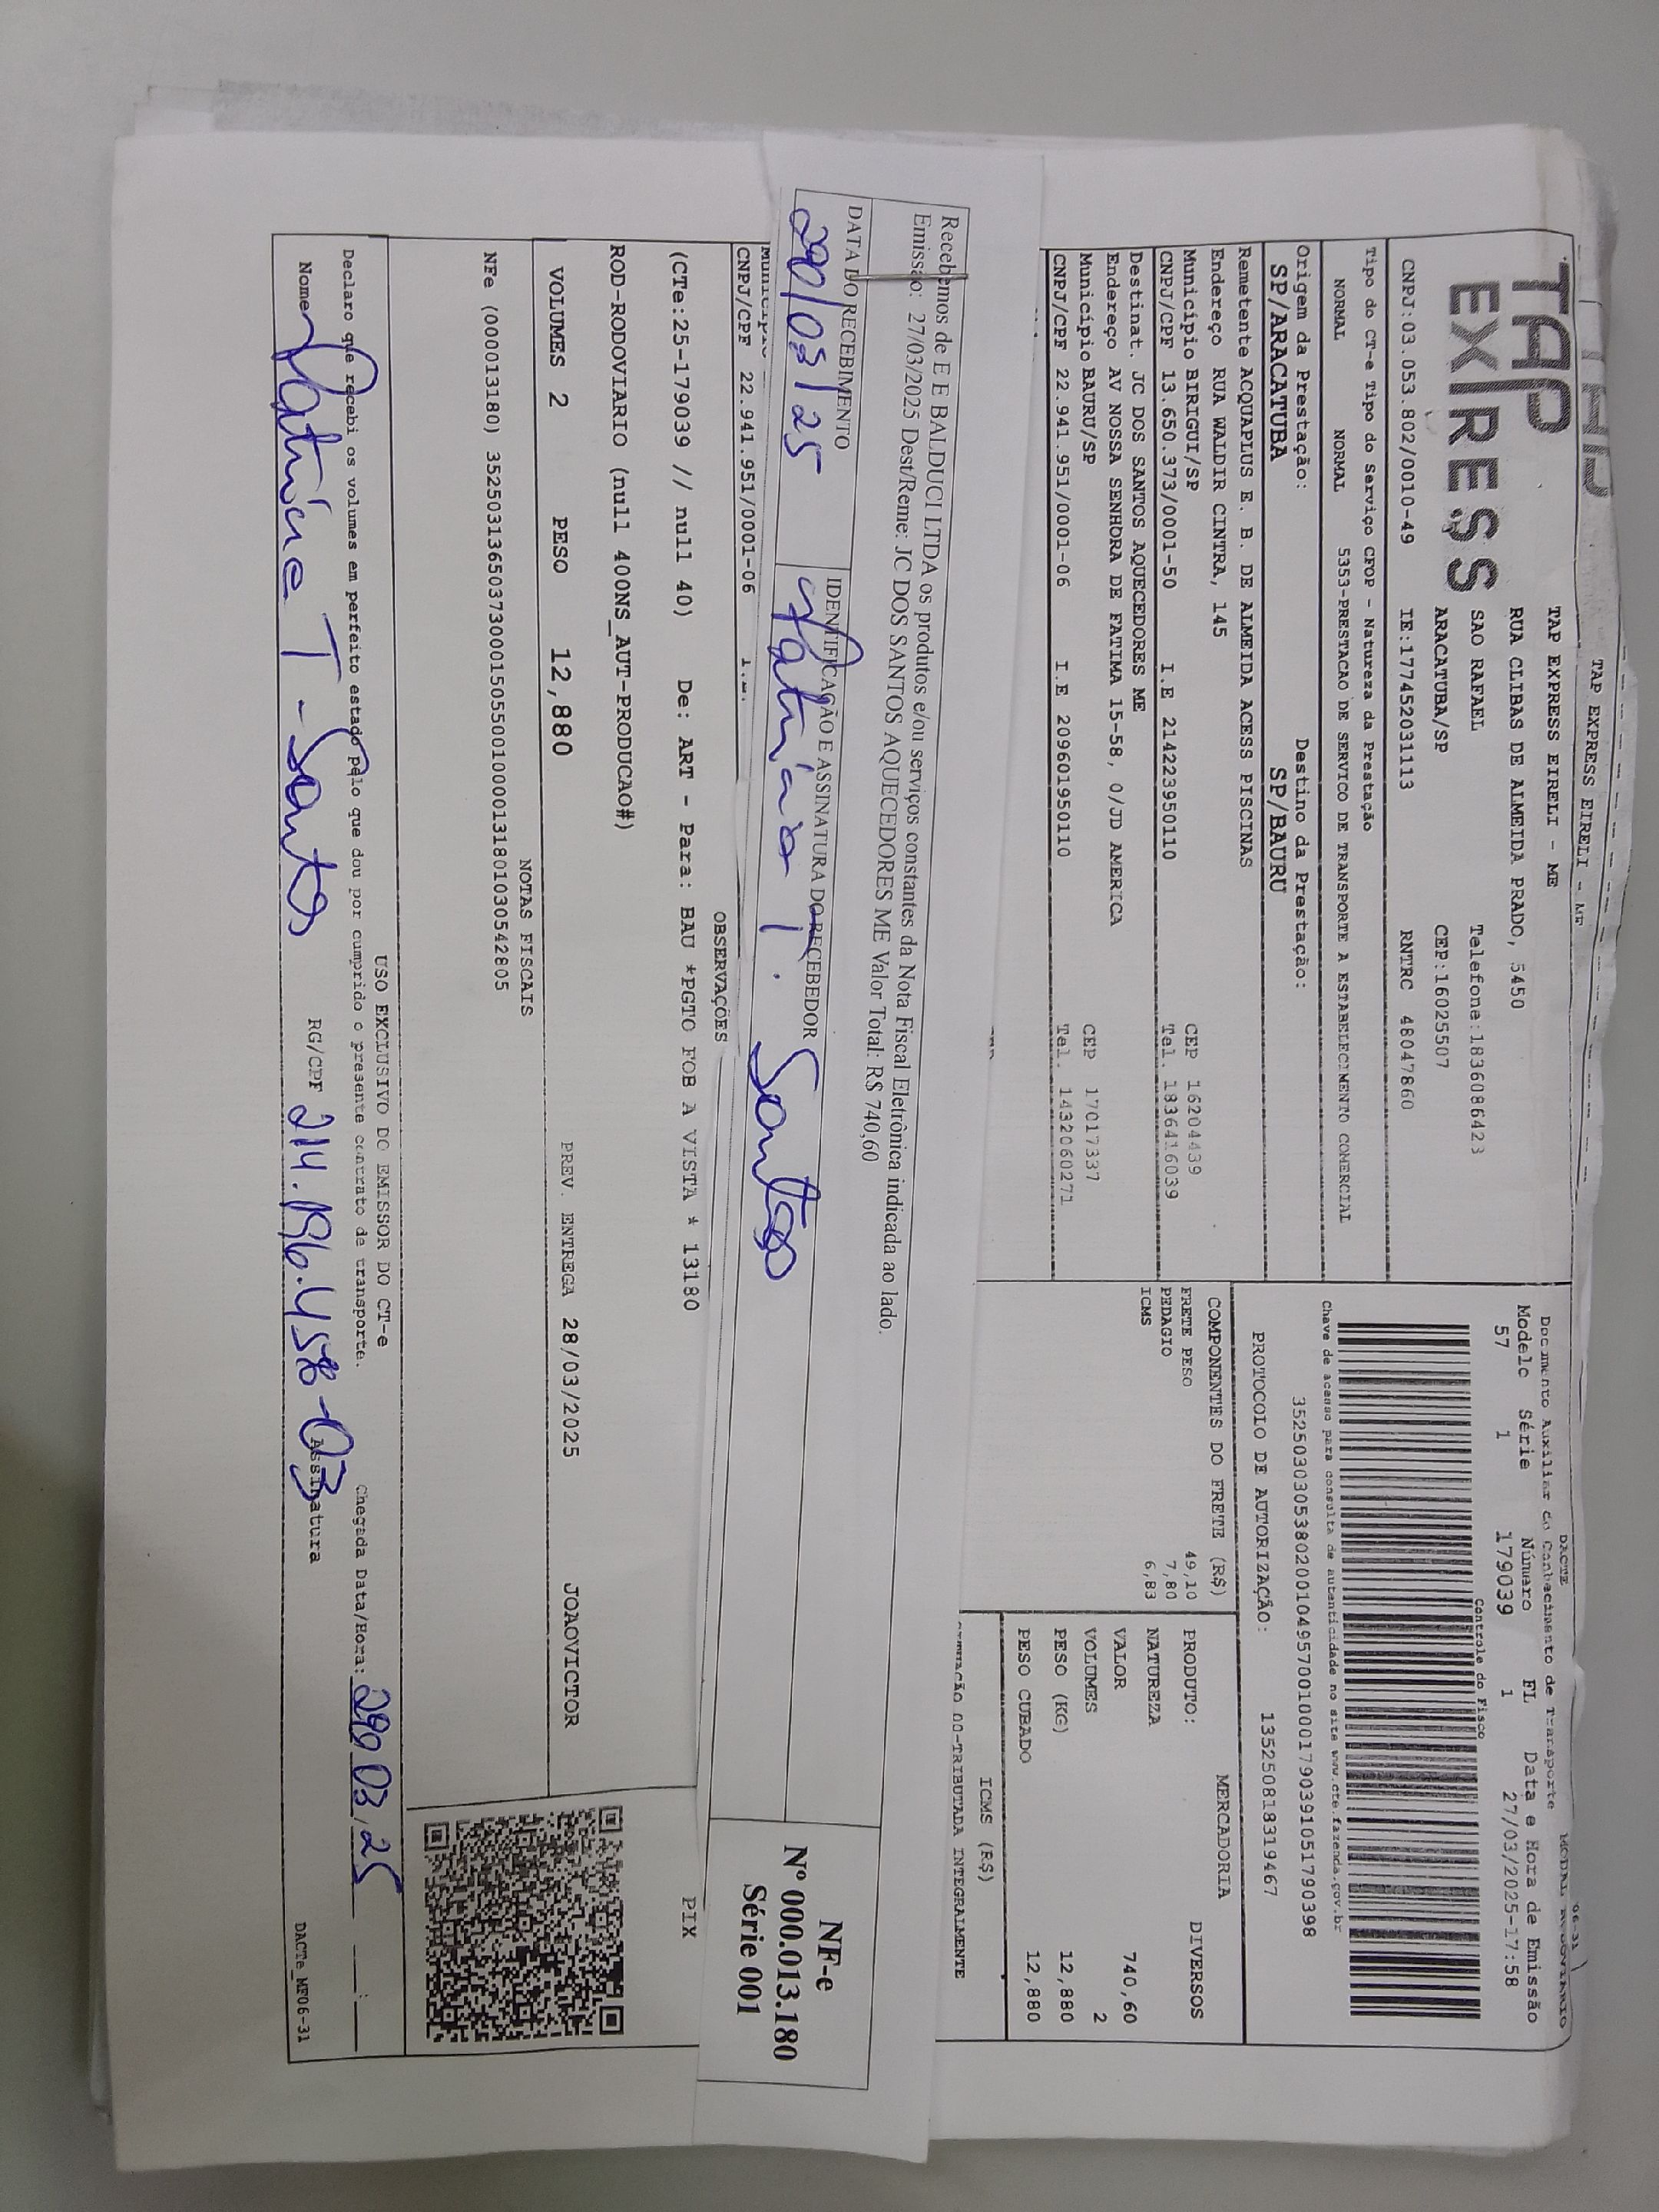 TAP EXPRESS EIRELI - ME
TAP
EXPRESS
TAP EXPRESS EIRELI - ME
RUA CLIBAS DE ALMEIDA PRADO, 5450
SAO RAFAEL Telefone:1836086423
ARACATUBA/SP CEP:16025507
CNPJ:03.053.802/0010-49 IE:177452031113 RNTRC 48047860
Tipo do CT-e Tipo do Serviço CFOP - Natureza da Prestação
NORMAL NORMAL 5353-PRESTACAO DE SERVICO DE TRANSPORTE A ESTABELECIMENTO COMERCIAL
Origem da Prestação: Destino da Prestação:
SP/ARACATUBA SP/BAURU
Remetente ACQUAPLUS E. B. DE ALMEIDA ACESS PISCINAS
Endereço RUA WALDIR CINTRA, 145
Município BIRIGUI/SP CEP 16204439
CNPJ/CPF 13.650.373/0001-50 I.E 214223950110 Tel. 1836416039
Destinat. JC DOS SANTOS AQUECEDORES ME
Endereço AV NOSSA SENHORA DE FATIMA 15-58, 0/JD AMERICA
Município BAURU/SP CEP 17017337
CNPJ/CPF 22.941.951/0001-06 I.E 209601950110 Tel. 1432060271
DACTE
Documento Auxiliar do Conhecimento de Transporte
MODAL RODOVIARIO
Modelo Série Número FL Data e Hora de Emissão
57 1 179039 1 27/03/2025-17:58
Controle do Fisco
Chave de acesso para consulta de autenticidade no site www.cte.fazenda.gov.br
35250303053802001049570010001790391051790398
PROTOCOLO DE AUTORIZAÇÃO: 135250818319467
COMPONENTES DO FRETE (R$)
FRETE PESO 49,10
PEDAGIO 7,80
ICMS 6,83
MERCADORIA
PRODUTO: DIVERSOS
NATUREZA
VALOR 740,60
VOLUMES 2
PESO (KG) 12,880
PESO CUBADO 12,880
ICMS (R$)
00-TRIBUTADA INTEGRALMENTE
Recebemos de E E BALDUCI LTDA os produtos e/ou serviços constantes da Nota Fiscal Eletrônica indicada ao lado.
Emissão: 27/03/2025 Dest/Reme: JC DOS SANTOS AQUECEDORES ME Valor Total: R$ 740,60
DATA DO RECEBIMENTO IDENTIFICAÇÃO E ASSINATURA DO RECEBEDOR
29/03/25 Patrícia T. Santos
NF-e
Nº 000.013.180
Série 001
CNPJ/CPF 22.941.951/0001-06
OBSERVAÇÕES
(CTe:25-179039 // null 40) De: ART - Para: BAU *PGTO FOB A VISTA * 13180
PIX
ROD-RODOVIARIO (null 400NS_AUT-PRODUCAO#)
VOLUMES 2 PESO 12,880 PREV. ENTREGA 28/03/2025 JOAOVICTOR
NOTAS FISCAIS
NFe (000013180) 35250313650373000150550010000131801030542805
USO EXCLUSIVO DO EMISSOR DO CT-e
Declaro que recebi os volumes em perfeito estado pelo que dou por cumprido o presente contrato de transporte. Chegada Data/Hora: 29 03,25
Nome Patrícia T - Santos RG/CPF 214.196.458-03 Assinatura
DACTe_MF06-31